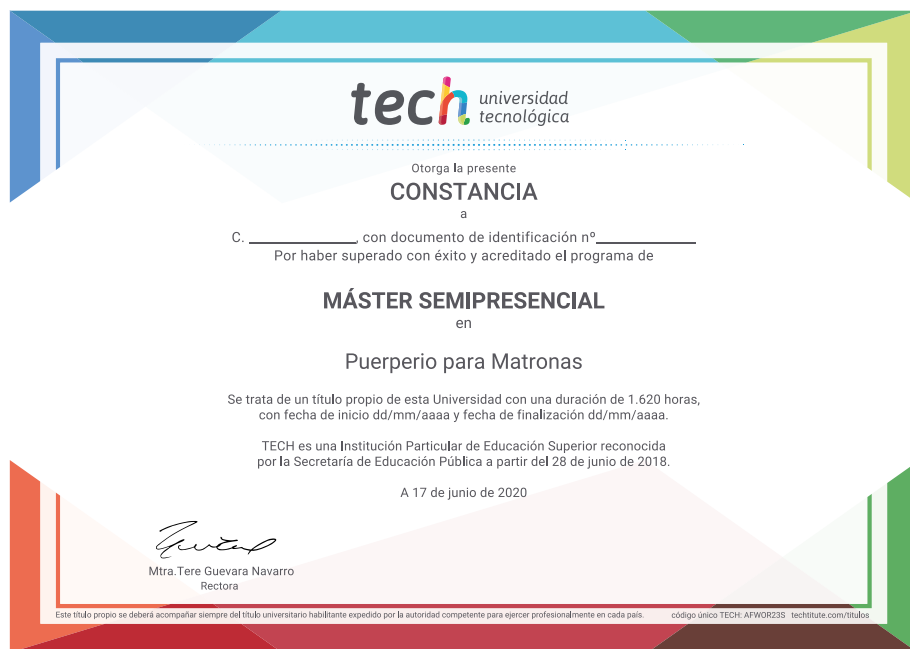 tech universidad
tecnológica
Otorga la presente
CONSTANCIA
a
C. ______________, con documento de identificación nº_____________
Por haber superado con éxito y acreditado el programa de
MÁSTER SEMIPRESENCIAL
en
Puerperio para Matronas
Se trata de un título propio de esta Universidad con una duración de 1.620 horas,
con fecha de inicio dd/mm/aaaa y fecha de finalización dd/mm/aaaa.
TECH es una Institución Particular de Educación Superior reconocida
por la Secretaría de Educación Pública a partir del 28 de junio de 2018.
A 17 de junio de 2020
Mtra.Tere Guevara Navarro
Rectora
Este título propio se deberá acompañar siempre del título universitario habilitante expedido por la autoridad competente para ejercer profesionalmente en cada país. código único TECH: AFWOR23S techtitute.com/titulos